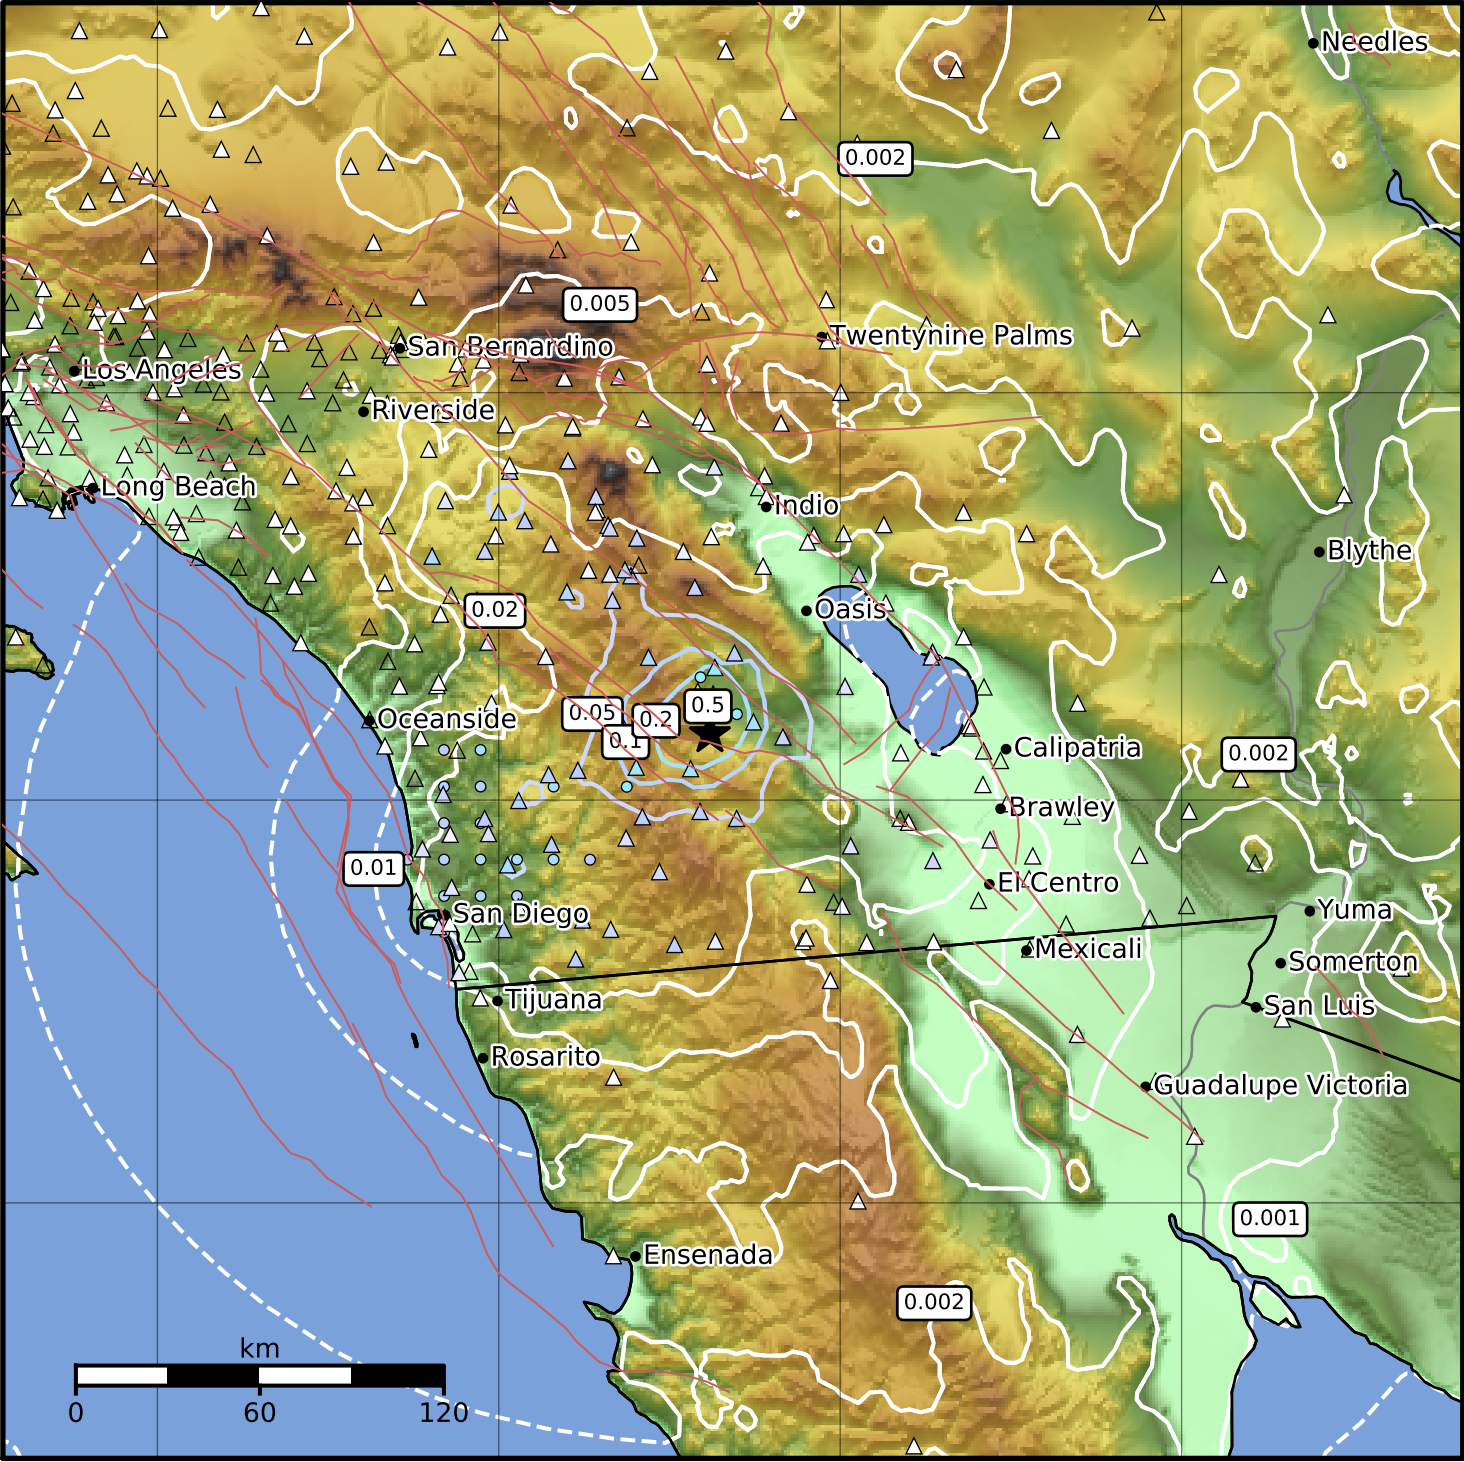 Needles
0.002
0.005
Twentynine Palms
San Bernardino
Los Angeles
Riverside
Long Beach
Indio
Blythe
0.02
Oasis
0.5
0.05
0.2
Oceanside
0.1
Calipatria
0.002
Brawley
0.01
El Centro
San Diego
Yuma
Mexicali
Somerton
Tijuana
San Luis
Rosarito
Guadalupe Victoria
0.001
Ensenada
0.002
km
0 60 120